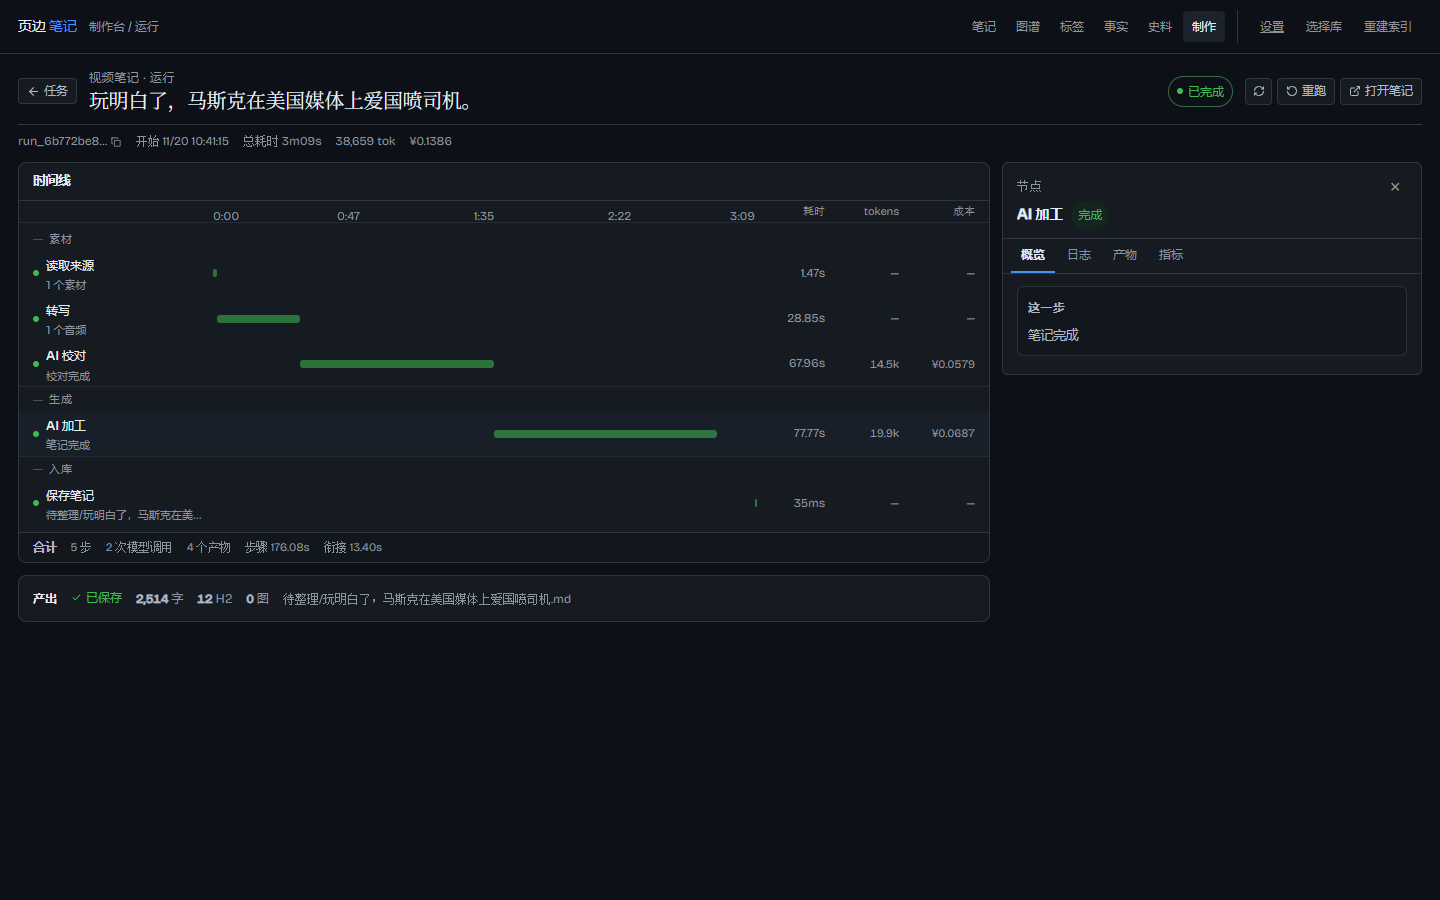 页边 笔记 制作台 / 运行 笔记 图谱 标签 事实 史料 制作 设置 选择库 重建索引
← 任务
视频笔记 · 运行
玩明白了，马斯克在美国媒体上爱国喷司机。
已完成 重跑 打开笔记
run_6b772be8... 开始 11/20 10:41:15 总耗时 3m09s 38,659 tok ¥0.1386
时间线
0:00 0:47 1:35 2:22 3:09 耗时 tokens 成本
— 素材
读取来源 1.47s — —
1 个素材
转写 28.85s — —
1 个音频
AI 校对 67.96s 14.5k ¥0.0579
校对完成
— 生成
AI 加工 77.77s 19.9k ¥0.0687
笔记完成
— 入库
保存笔记 35ms — —
待整理/玩明白了，马斯克在美...
合计 5 步 2 次模型调用 4 个产物 步骤 176.08s 衔接 13.40s
产出 ✓ 已保存 2,514 字 12 H2 0 图 待整理/玩明白了，马斯克在美国媒体上爱国喷司机.md
节点 ×
AI 加工 完成
概览 日志 产物 指标
这一步
笔记完成